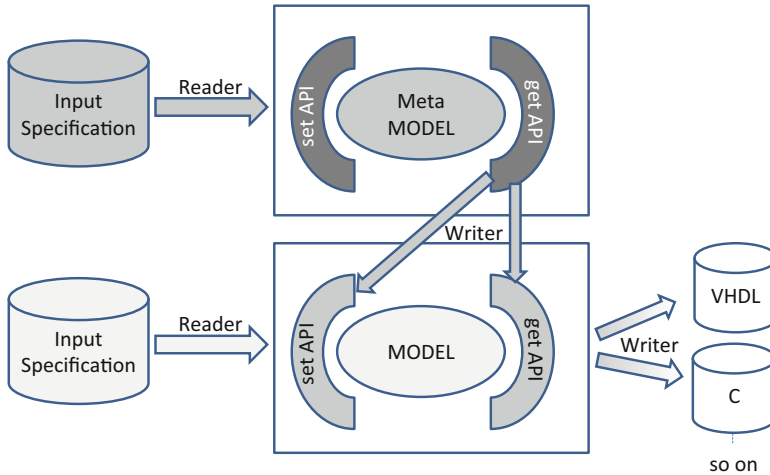 Input
Specification
Reader
set API
Meta
MODEL
get API
Writer
Input
Specification
Reader
set API
MODEL
get API
Writer
VHDL
C
so on